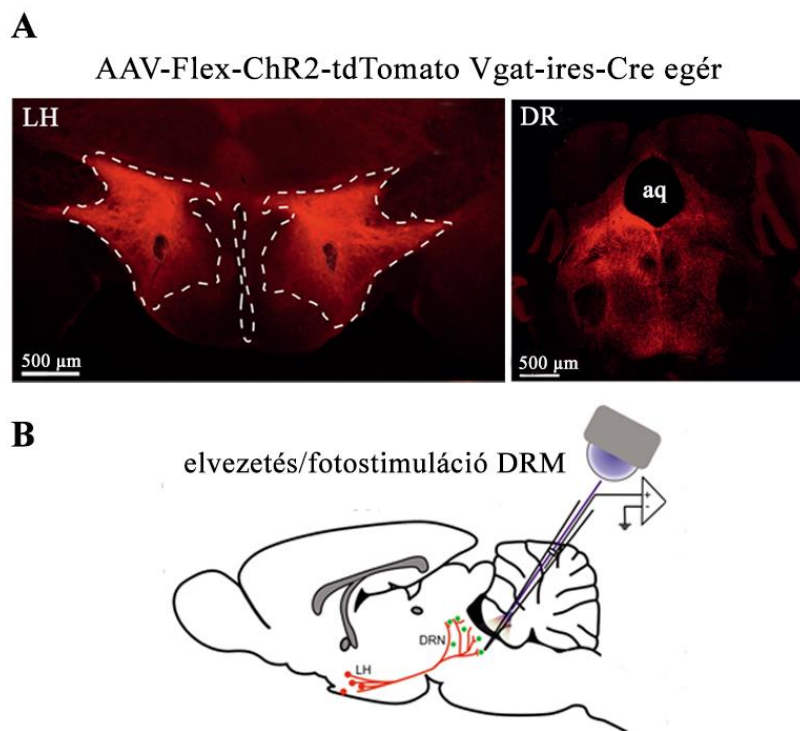 A
AAV-Flex-ChR2-tdTomato Vgat-ires-Cre egér
LH
DR
aq
500 µm
500 µm
B
elvezetés/fotostimuláció DRM
+
-
DRN
LH